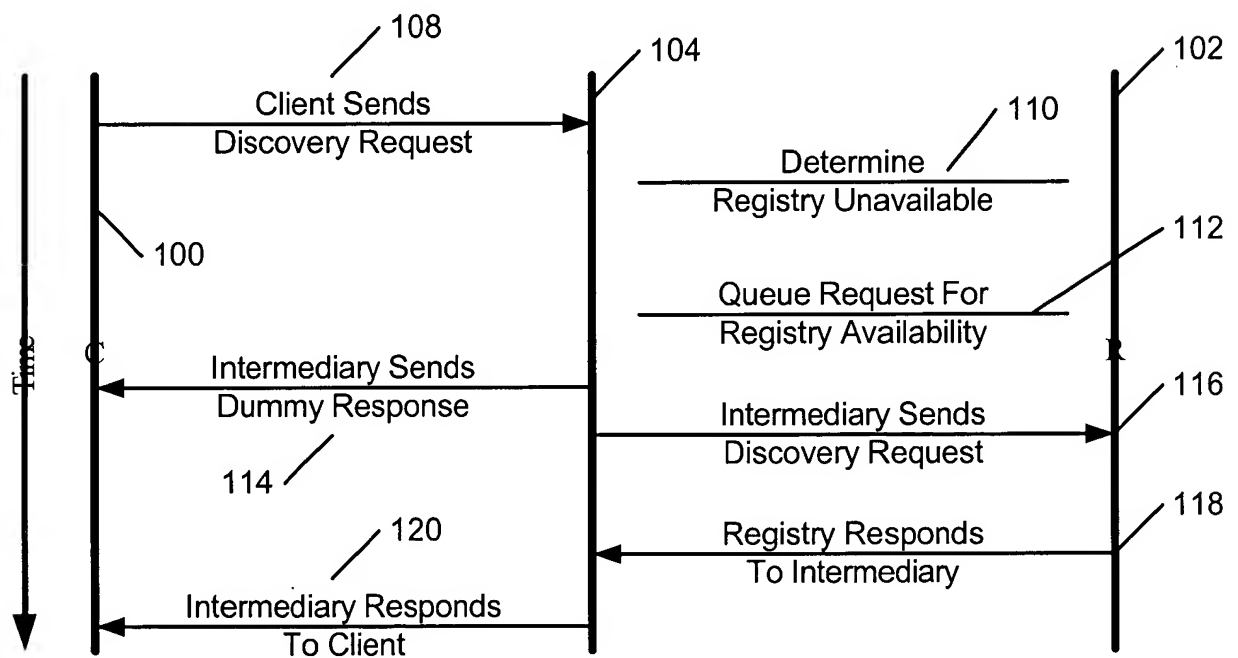 108
104
102
Client Sends
Discovery Request
110
Determine
Registry Unavailable
100
112
Queue Request For
Registry Availability
Time
C
R
Intermediary Sends
Dummy Response
116
Intermediary Sends
Discovery Request
114
118
120
Registry Responds
To Intermediary
Intermediary Responds
To Client